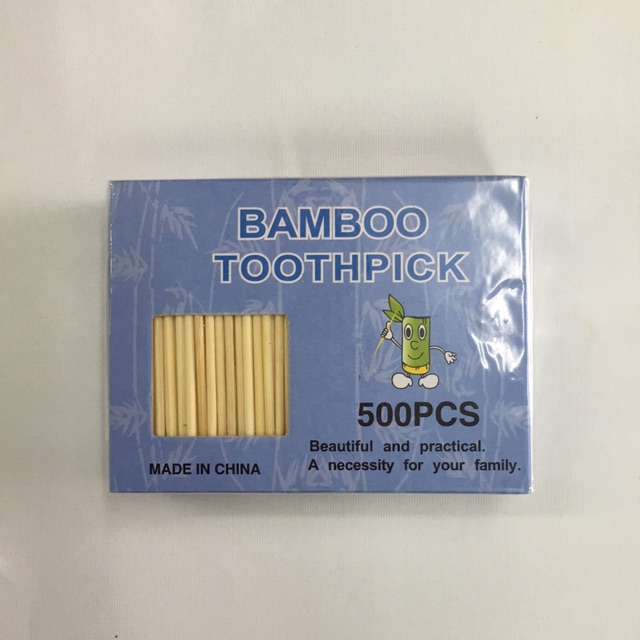 BAMBOO
TOOTHPICK
500PCS
Beautiful and practical.
A necessity for your family.
MADE IN CHINA